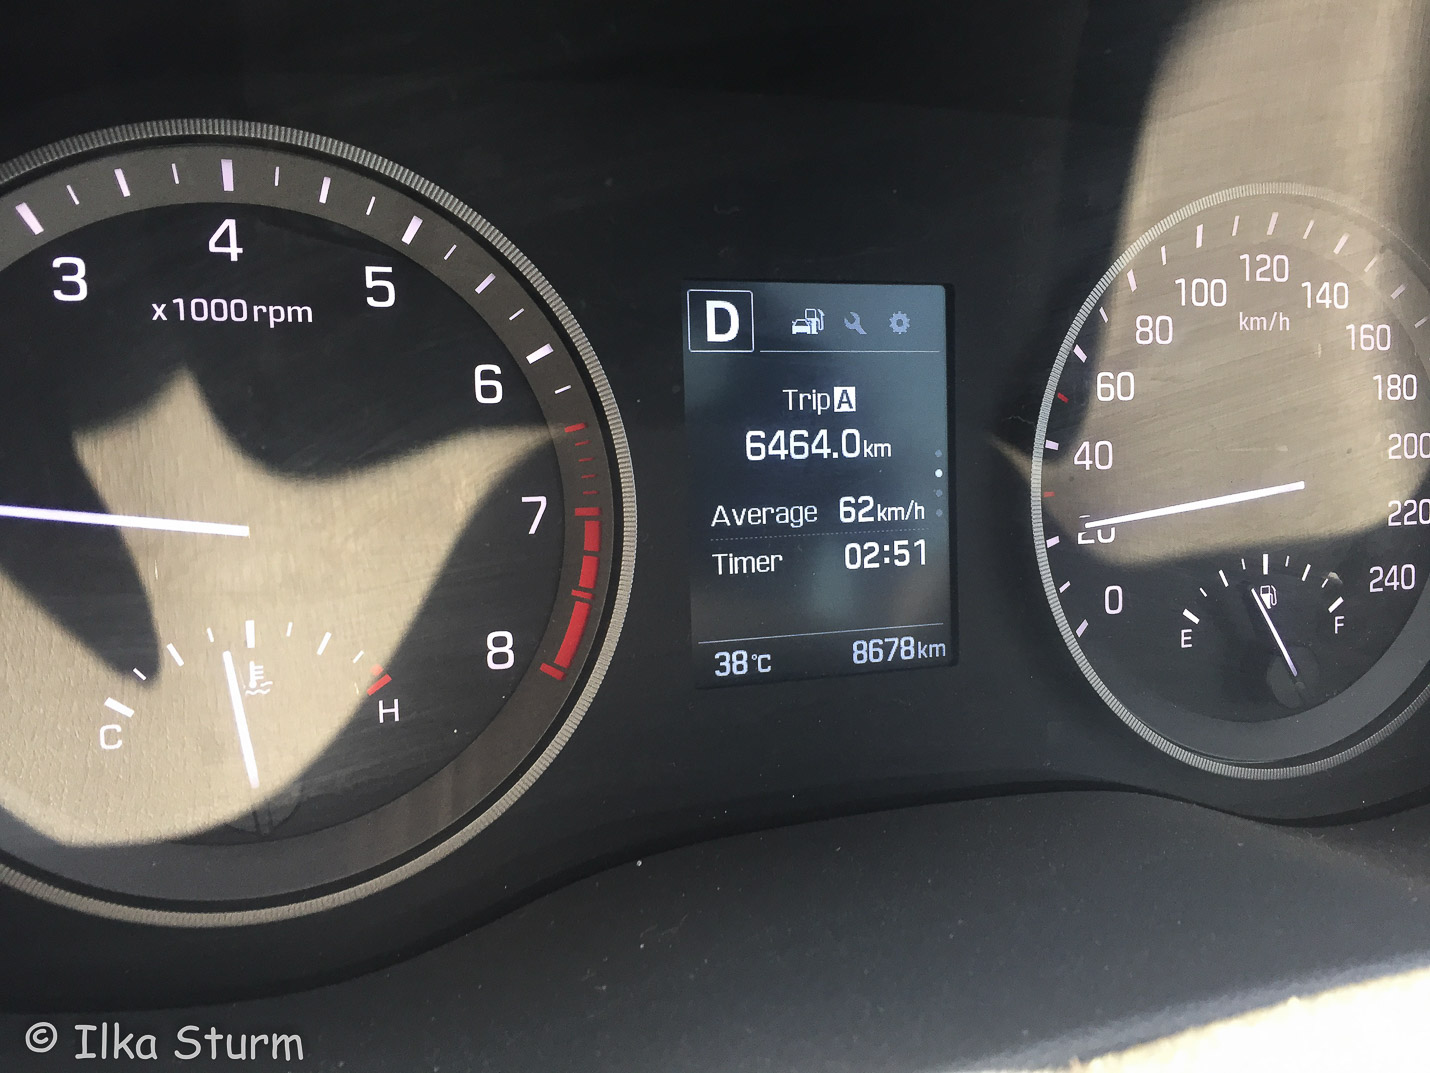 3
4
5
x1000rpm
6
7
8
C
H
D
Trip A
6464.0km
Average 62km/h
Timer 02:51
38°C 8678km
0
20
40
60
80
100
120
140
160
180
200
220
240
km/h
E
F
© Ilka Sturm